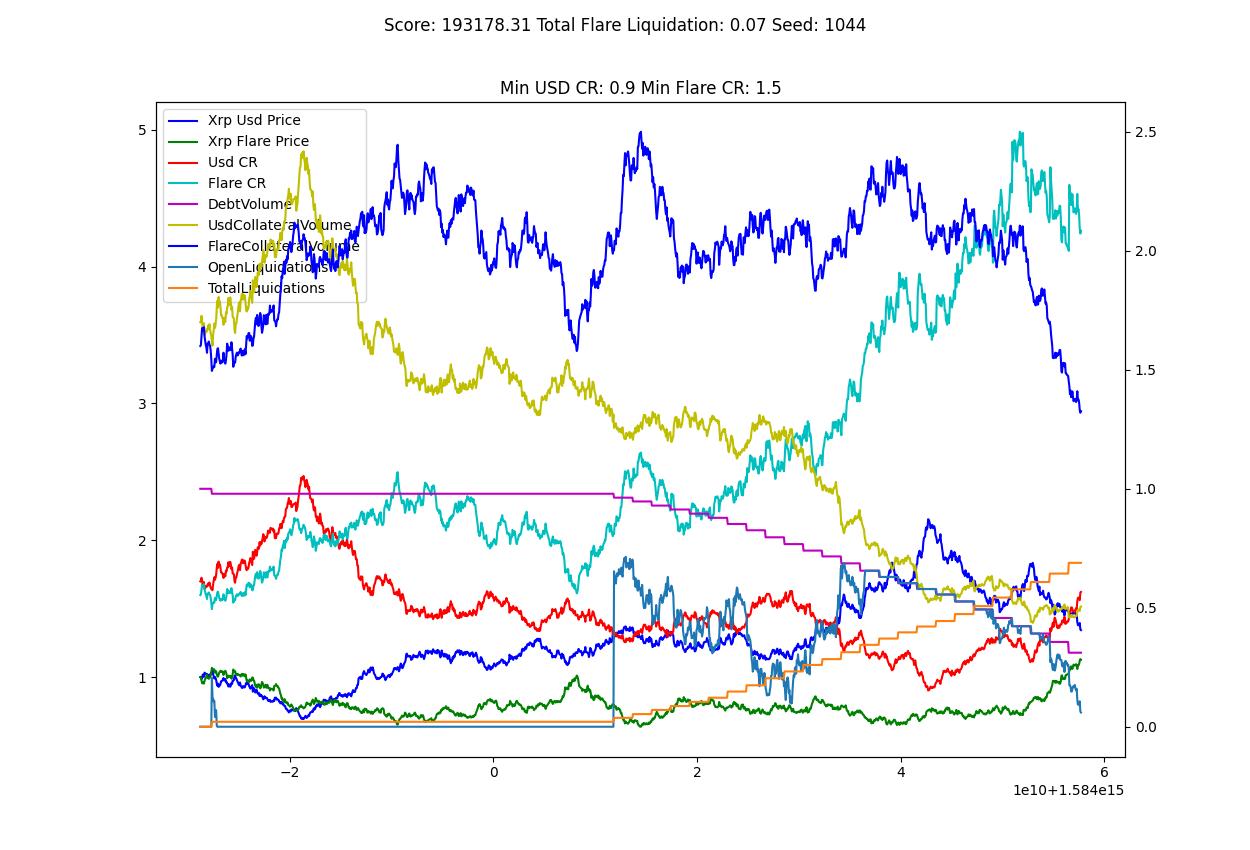 Score: 193178.31 Total Flare Liquidation: 0.07 Seed: 1044
Min USD CR: 0.9 Min Flare CR: 1.5
Xrp Usd Price
Xrp Flare Price
Usd CR
Flare CR
DebtVolume
UsdCollateralVolume
FlareCollateralVolume
OpenLiquidations
TotalLiquidations
5
4
3
2
1
2.5
2.0
1.5
1.0
0.5
0.0
−2 0 2 4 6
1e10+1.584e15